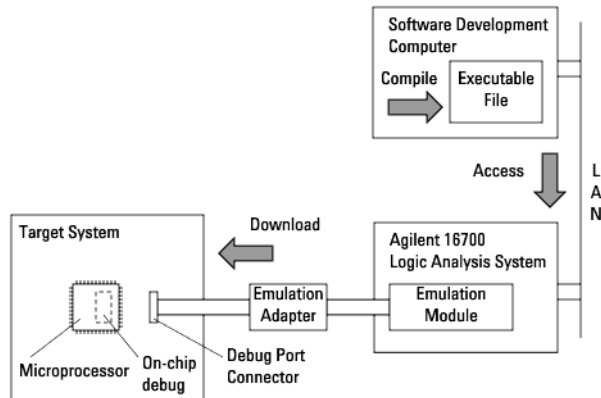 Software Development
Computer
Compile
Executable
File
Access
L
A
N
Target System
Download
Agilent 16700
Logic Analysis System
Emulation
Adapter
Emulation
Module
Microprocessor
On-chip
debug
Debug Port
Connector